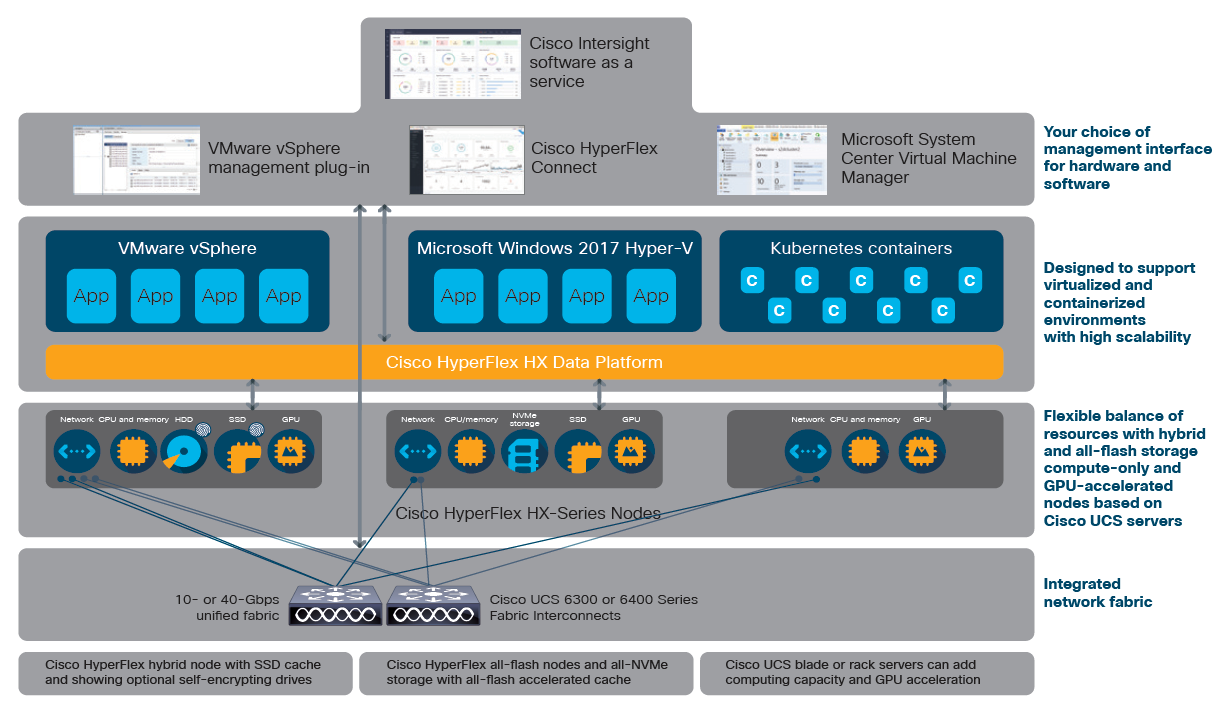 Cisco Intersight
software as a
service
VMware vSphere
management plug-in
Cisco HyperFlex
Connect
Microsoft System
Center Virtual Machine
Manager
Your choice of
management interface
for hardware and
software
VMware vSphere
App App App App
Microsoft Windows 2017 Hyper-V
App App App App
Kubernetes containers
C C C C C
C C C C
Cisco HyperFlex HX Data Platform
Designed to support
virtualized and
containerized
environments
with high scalability
Network CPU and memory HDD SSD GPU
Network CPU/memory NVMe
storage SSD GPU
Network CPU and memory GPU
Cisco HyperFlex HX-Series Nodes
Flexible balance of
resources with hybrid
and all-flash storage
compute-only and
GPU-accelerated
nodes based on
Cisco UCS servers
10- or 40-Gbps
unified fabric
Cisco UCS 6300 or 6400 Series
Fabric Interconnects
Integrated
network fabric
Cisco HyperFlex hybrid node with SSD cache
and showing optional self-encrypting drives
Cisco HyperFlex all-flash nodes and all-NVMe
storage with all-flash accelerated cache
Cisco UCS blade or rack servers can add
computing capacity and GPU acceleration